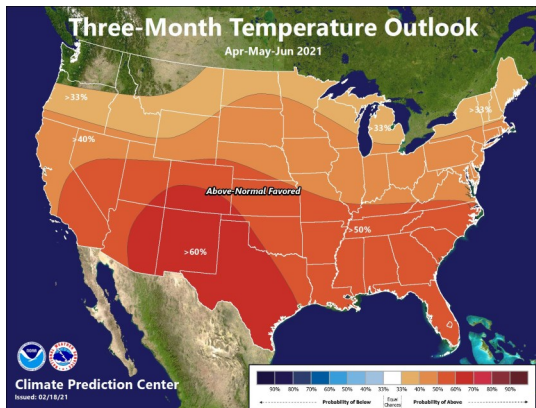 Three-Month Temperature Outlook
Apr-May-Jun 2021
>33%
>33%
>33%
>40%
Above-Normal Favored
>50%
>60%
NOAA
Climate Prediction Center
Issued: 02/18/21
90% 80% 70% 60% 50% 40% 33% 33% 40% 50% 60% 70% 80% 90%
Probability of Below Equal Chances Probability of Above